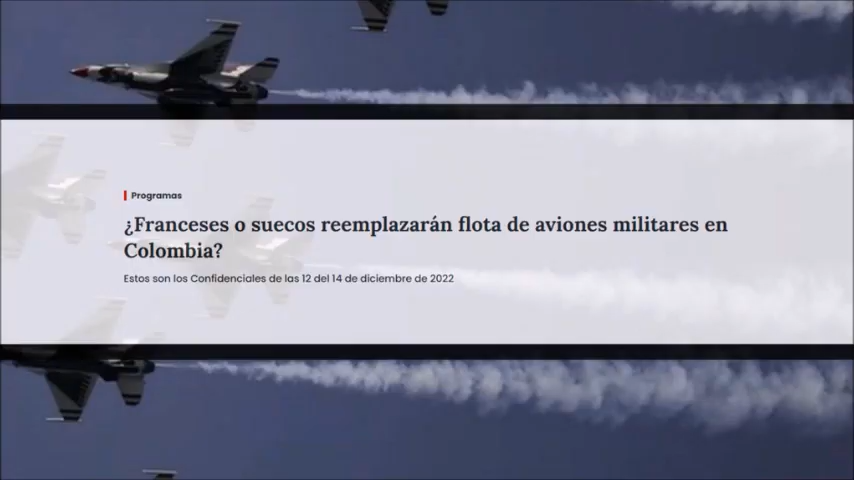 Programas
¿Franceses o suecos reemplazarán flota de aviones militares en
Colombia?
Estos son los Confidenciales de las 12 del 14 de diciembre de 2022